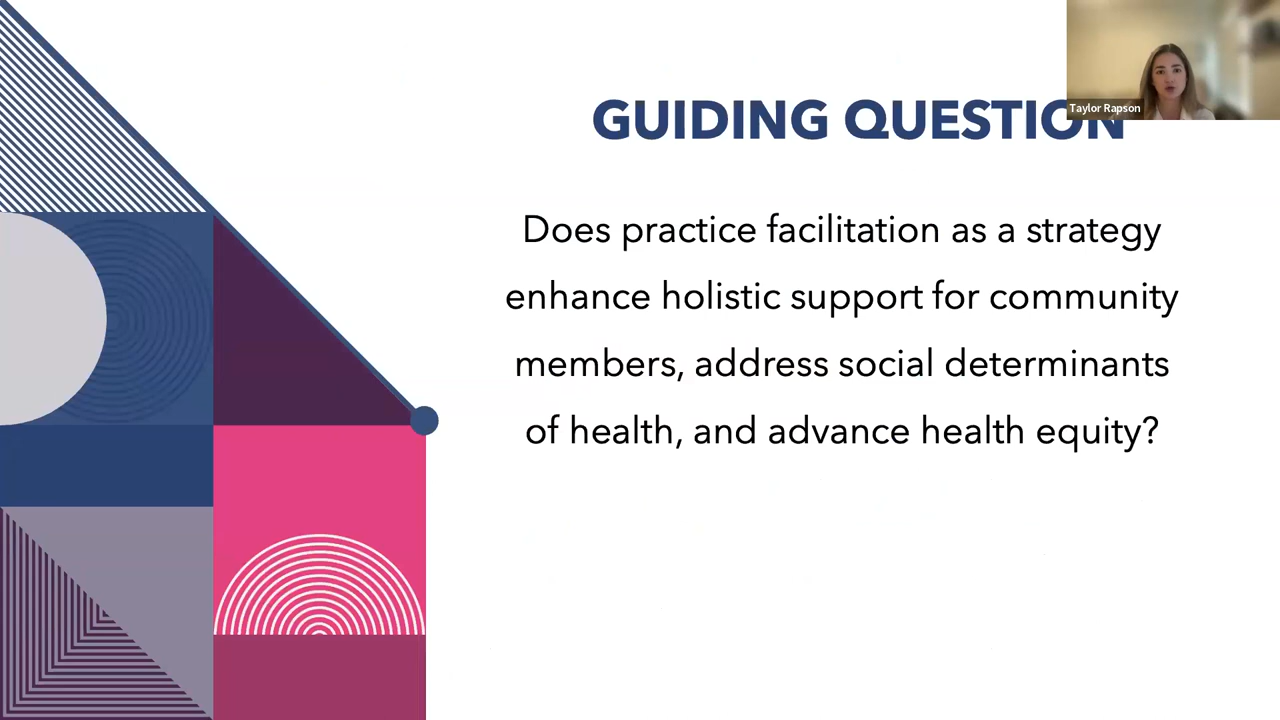 GUIDING QUESTION
Taylor Rapson
Does practice facilitation as a strategy
enhance holistic support for community
members, address social determinants
of health, and advance health equity?